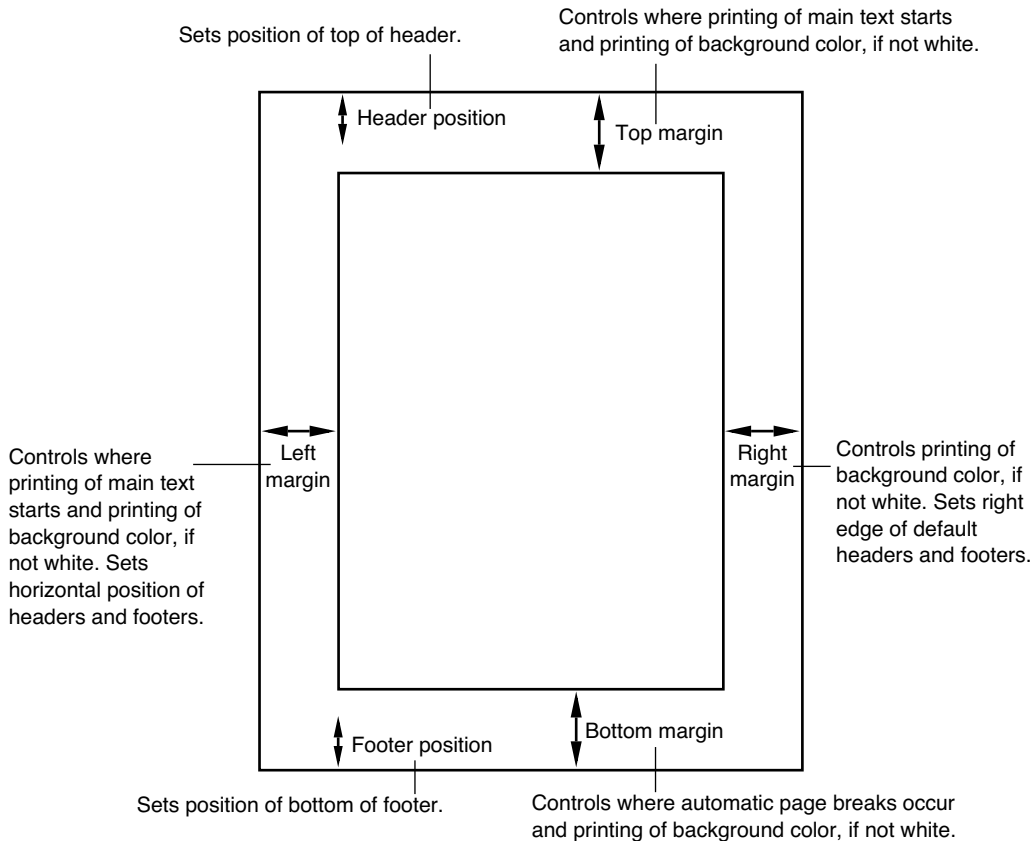 Sets position of top of header.
Controls where printing of main text starts
and printing of background color, if not white.
Header position
Top margin
Left
margin
Right
margin
Controls where
printing of main text
starts and printing of
background color, if
not white. Sets
horizontal position of
headers and footers.
Controls printing of
background color, if
not white. Sets right
edge of default
headers and footers.
Footer position
Bottom margin
Sets position of bottom of footer.
Controls where automatic page breaks occur
and printing of background color, if not white.